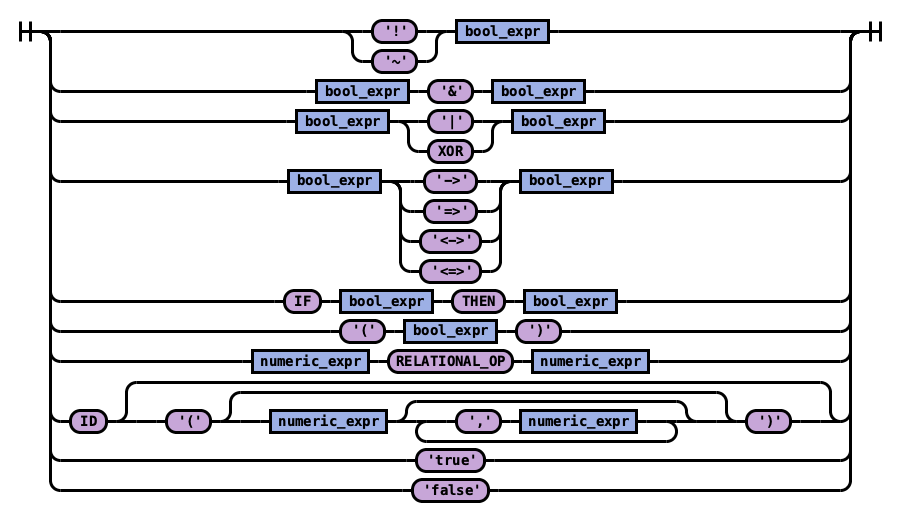 '!' bool_expr
'~'
bool_expr '&' bool_expr
bool_expr '|' bool_expr
XOR
bool_expr '->' bool_expr
'=>'
'<->'
'<=>'
IF bool_expr THEN bool_expr
'(' bool_expr ')'
numeric_expr RELATIONAL_OP numeric_expr
ID '(' numeric_expr ',' numeric_expr ')'
'true'
'false'